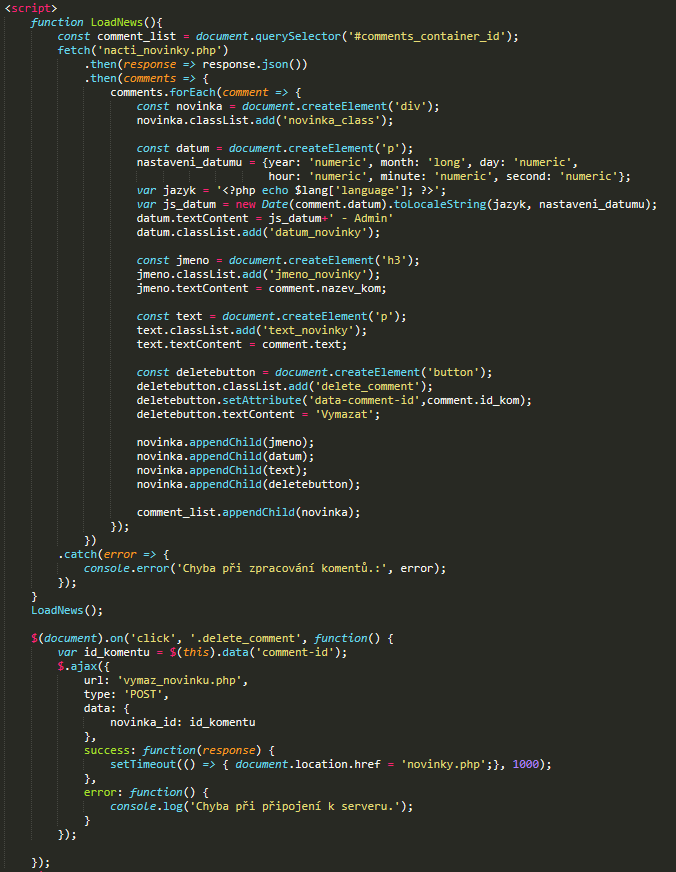 <script>
function LoadNews(){
const comment_list = document.querySelector('#comments_container_id');
fetch('nacti_novinky.php')
.then(response => response.json())
.then(comments => {
comments.forEach(comment => {
const novinka = document.createElement('div');
novinka.classList.add('novinka_class');
const datum = document.createElement('p');
nastaveni_datumu = {year: 'numeric', month: 'long', day: 'numeric',
hour: 'numeric', minute: 'numeric', second: 'numeric'};
var jazyk = '<?php echo $lang['language']; ?>';
var js_datum = new Date(comment.datum).toLocaleString(jazyk, nastaveni_datumu);
datum.textContent = js_datum+' - Admin'
datum.classList.add('datum_novinky');
const jmeno = document.createElement('h3');
jmeno.classList.add('jmeno_novinky');
jmeno.textContent = comment.nazev_kom;
const text = document.createElement('p');
text.classList.add('text_novinky');
text.textContent = comment.text;
const deletebutton = document.createElement('button');
deletebutton.classList.add('delete_comment');
deletebutton.setAttribute('data-comment-id',comment.id_kom);
deletebutton.textContent = 'Vymazat';
novinka.appendChild(jmeno);
novinka.appendChild(datum);
novinka.appendChild(text);
novinka.appendChild(deletebutton);
comment_list.appendChild(novinka);
});
})
.catch(error => {
console.error('Chyba při zpracování komentů.:', error);
});
}
LoadNews();
$(document).on('click', '.delete_comment', function() {
var id_komentu = $(this).data('comment-id');
$.ajax({
url: 'vymaz_novinku.php',
type: 'POST',
data: {
novinka_id: id_komentu
},
success: function(response) {
setTimeout(() => { document.location.href = 'novinky.php';}, 1000);
},
error: function() {
console.log('Chyba při připojení k serveru.');
}
});
});